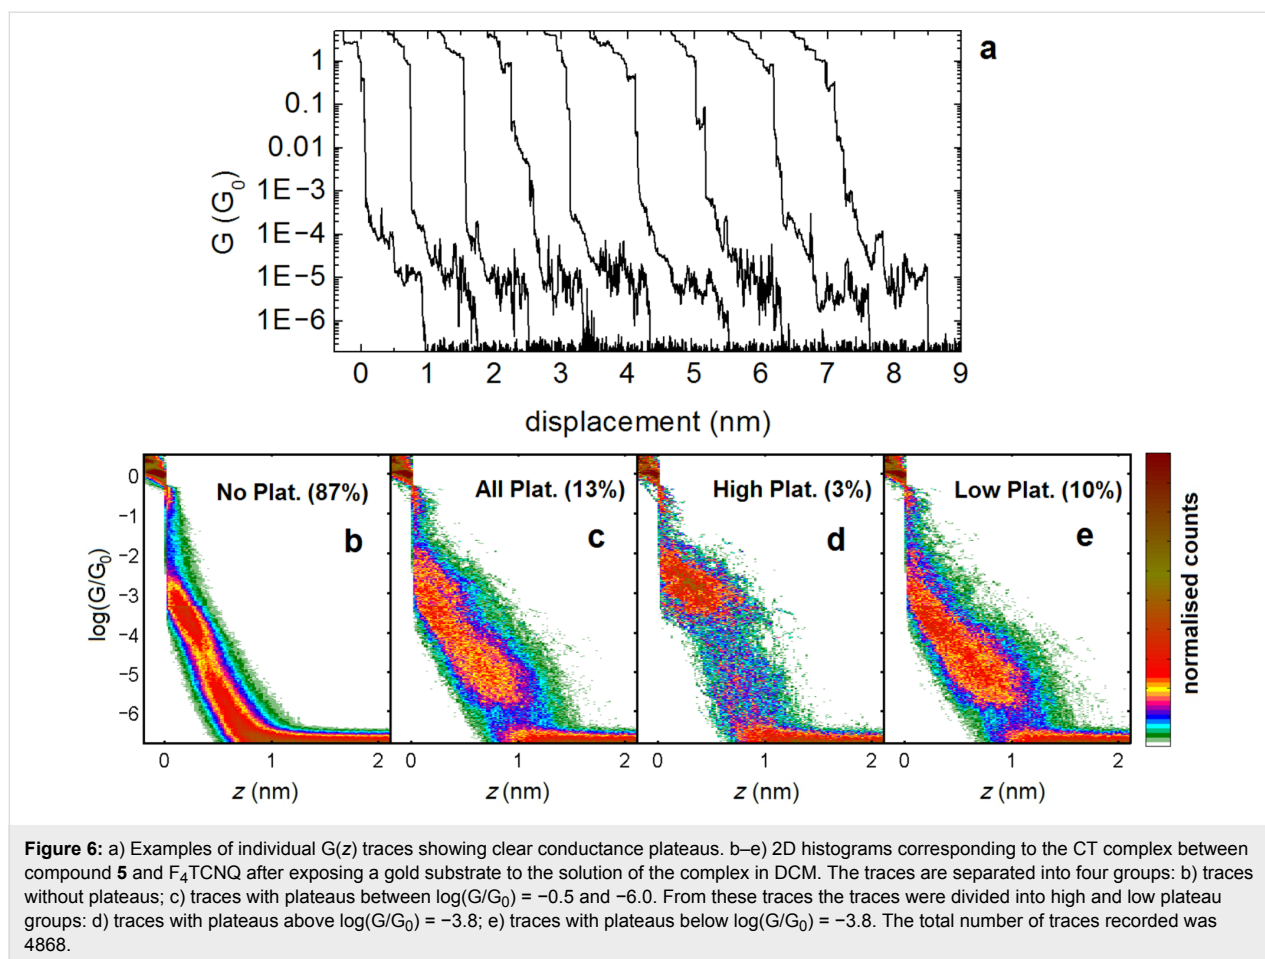 a
1
0.1
0.01
1E−3
1E−4
1E−5
1E−6
G (G0)
0 1 2 3 4 5 6 7 8 9
displacement (nm)
No Plat. (87%)
b
All Plat. (13%)
c
High Plat. (3%)
d
Low Plat. (10%)
e
0
−1
−2
−3
−4
−5
−6
log(G/G0)
0 1 2
z (nm)
0 1 2
z (nm)
0 1 2
z (nm)
0 1 2
z (nm)
normalised counts
Figure 6: a) Examples of individual G(z) traces showing clear conductance plateaus. b–e) 2D histograms corresponding to the CT complex between
compound 5 and F4TCNQ after exposing a gold substrate to the solution of the complex in DCM. The traces are separated into four groups: b) traces
without plateaus; c) traces with plateaus between log(G/G0) = −0.5 and −6.0. From these traces the traces were divided into high and low plateau
groups: d) traces with plateaus above log(G/G0) = −3.8; e) traces with plateaus below log(G/G0) = −3.8. The total number of traces recorded was
4868.